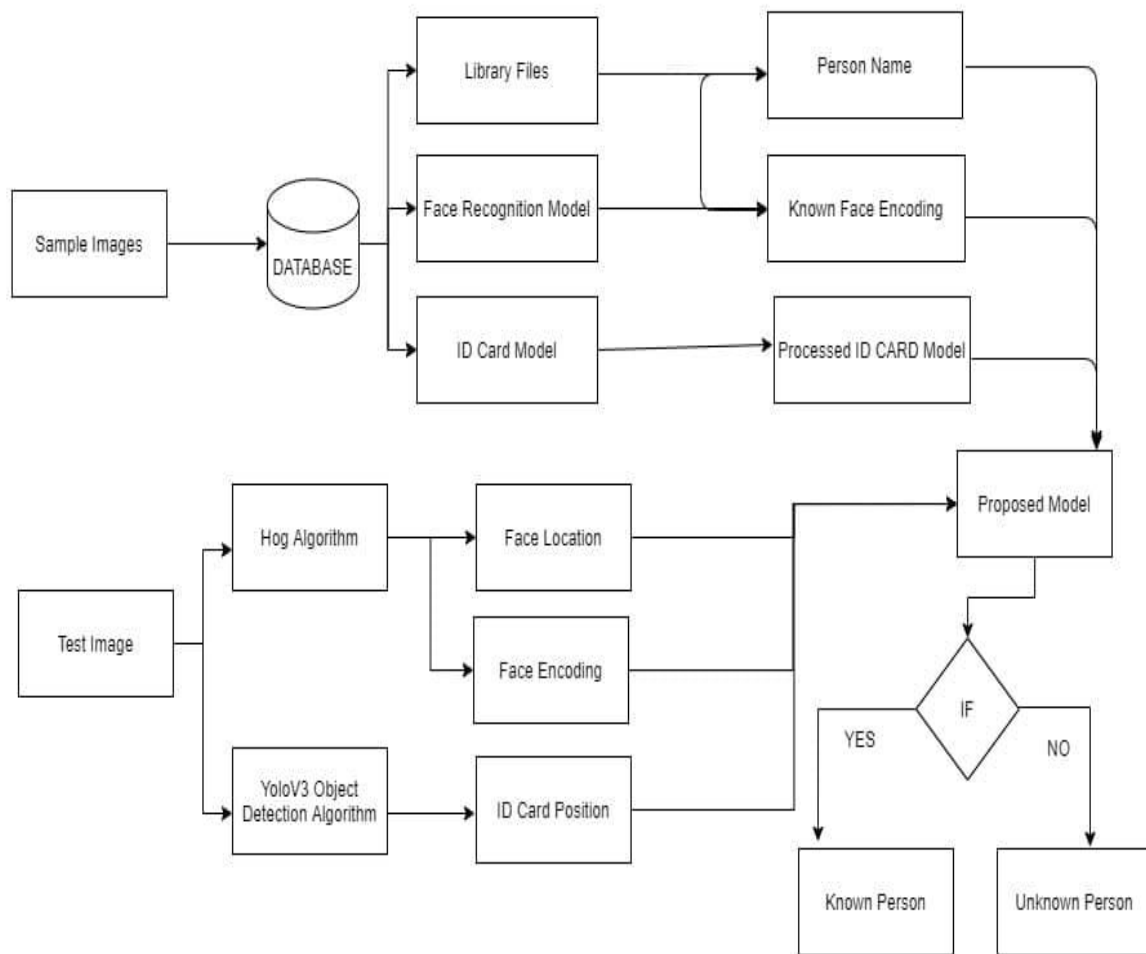 Library Files
Person Name
Face Recognition Model
Known Face Encoding
Sample Images
DATABASE
ID Card Model
Processed ID CARD Model
Hog Algorithm
Face Location
Proposed Model
Test Image
Face Encoding
IF
YES
NO
YoloV3 Object
Detection Algorithm
ID Card Position
Known Person
Unknown Person